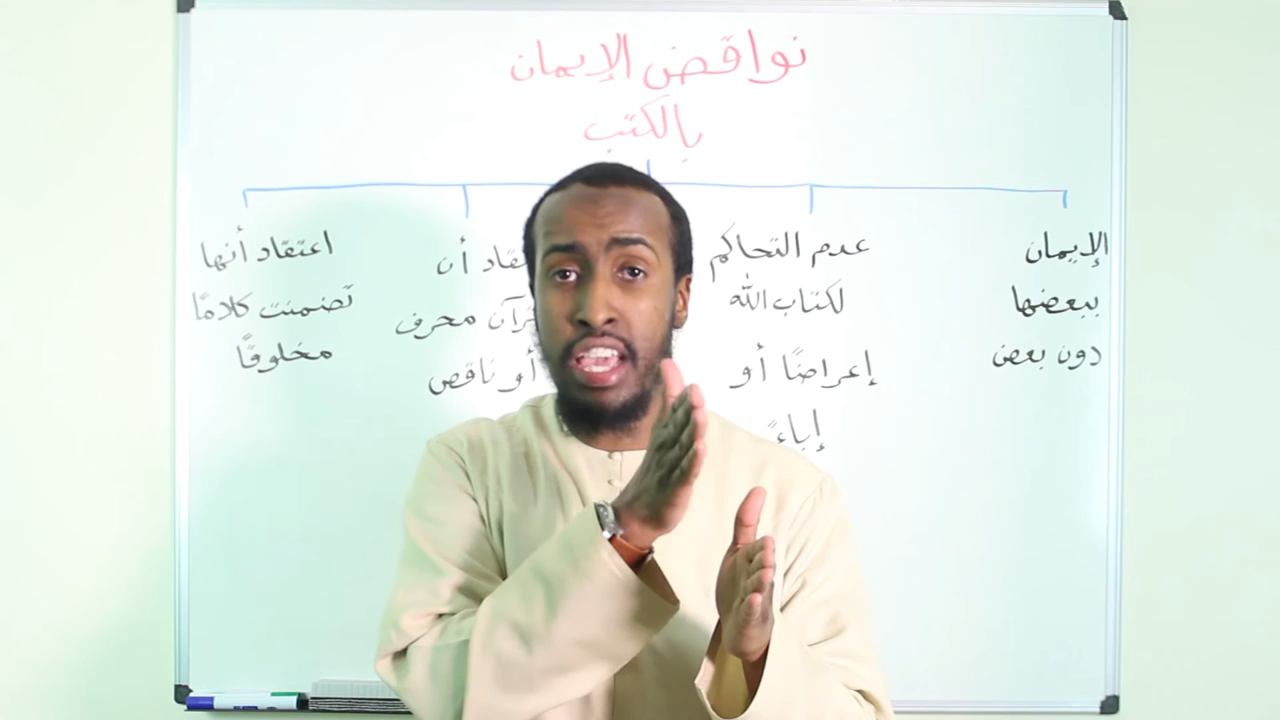 نواقض الإيمان
بالكتب
الإيمان
ببعضها
دون بعض
عدم التحاكم
لكتاب الله
إعراضًا أو
إباءً
أن
محرف
أو ناقص
اعتقاد أنها
تضمنت كلامًا
مخلوقًا